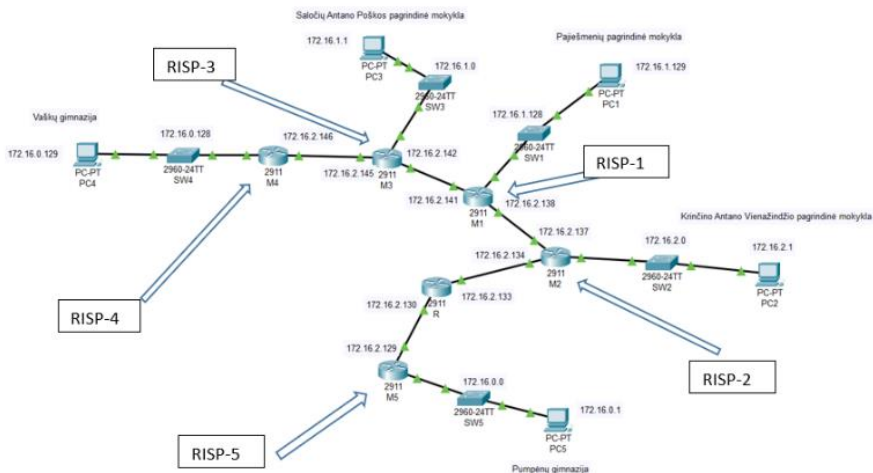 Saločių Antano Poškos pagrindinė mokykla
172.16.1.1
PC-PT
PC3
172.16.1.0
2960-24TT
SW3
RISP-3
Pajiešmenių pagrindinė mokykla
172.16.1.129
PC-PT
PC1
172.16.1.128
2960-24TT
SW1
RISP-1
Vaškų gimnazija
172.16.0.129
PC-PT
PC4
172.16.0.128
2960-24TT
SW4
172.16.2.146
2911
M4
172.16.2.142
172.16.2.145
2911
M3
172.16.2.141
172.16.2.138
2911
M1
Krinčino Antano Vienažindžio pagrindinė mokykla
172.16.2.137
172.16.2.134
2911
M2
172.16.2.0
2960-24TT
SW2
172.16.2.1
PC-PT
PC2
RISP-4
172.16.2.130
172.16.2.133
2911
R
172.16.2.129
2911
M5
RISP-2
172.16.0.0
2960-24TT
SW5
172.16.0.1
PC-PT
PC5
RISP-5
Pumpėnų gimnazija